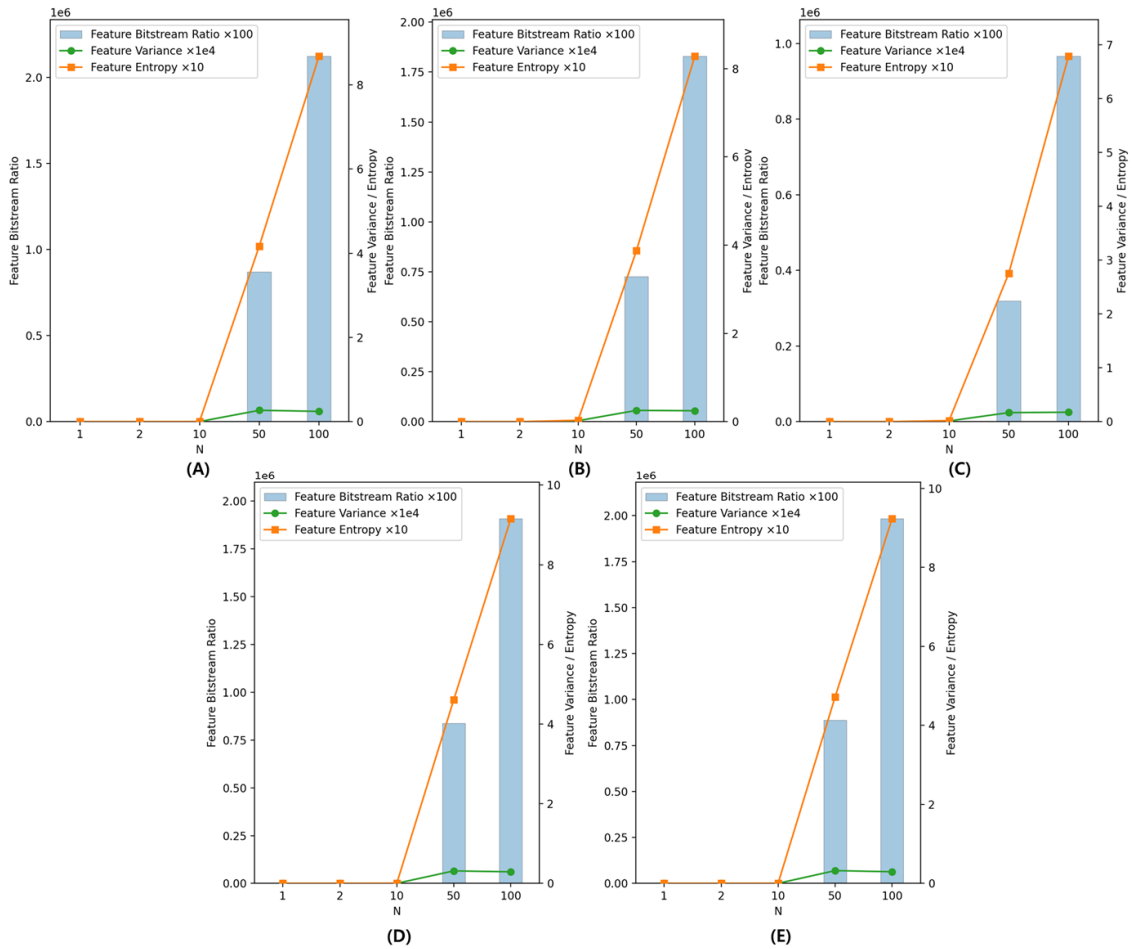 1e6
Feature Bitstream Ratio ×100
Feature Variance ×1e4
Feature Entropy ×10
Feature Bitstream Ratio
2.0
1.5
1.0
0.5
0.0
8
6
4
2
0
Feature Variance / Entropy
1 2 10 50 100
N
(A)
1e6
Feature Bitstream Ratio ×100
Feature Variance ×1e4
Feature Entropy ×10
Feature Bitstream Ratio
2.00
1.75
1.50
1.25
1.00
0.75
0.50
0.25
0.00
8
6
4
2
0
Feature Variance / Entropy
1 2 10 50 100
N
(B)
1e6
Feature Bitstream Ratio ×100
Feature Variance ×1e4
Feature Entropy ×10
Feature Bitstream Ratio
1.0
0.8
0.6
0.4
0.2
0.0
7
6
5
4
3
2
1
0
Feature Variance / Entropy
1 2 10 50 100
N
(C)
1e6
Feature Bitstream Ratio ×100
Feature Variance ×1e4
Feature Entropy ×10
Feature Bitstream Ratio
2.00
1.75
1.50
1.25
1.00
0.75
0.50
0.25
0.00
10
8
6
4
2
0
Feature Variance / Entropy
1 2 10 50 100
N
(D)
1e6
Feature Bitstream Ratio ×100
Feature Variance ×1e4
Feature Entropy ×10
Feature Bitstream Ratio
2.00
1.75
1.50
1.25
1.00
0.75
0.50
0.25
0.00
10
8
6
4
2
0
Feature Variance / Entropy
1 2 10 50 100
N
(E)